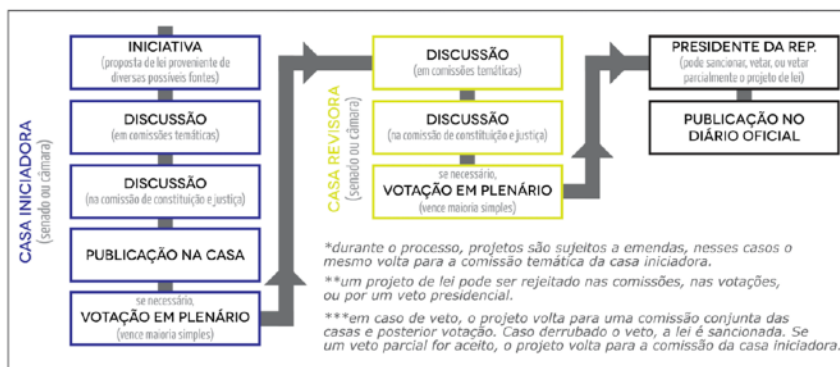 CASA INICIADORA
(senado ou câmara)
INICIATIVA
(proposta de lei proveniente de
diversas possíveis fontes)
DISCUSSÃO
(em comissões temáticas)
DISCUSSÃO
(na comissão de constituição e justiça)
PUBLICAÇÃO NA CASA
se necessário,
VOTAÇÃO EM PLENÁRIO
(vence maioria simples)
CASA REVISORA
(senado ou câmara)
DISCUSSÃO
(em comissões temáticas)
DISCUSSÃO
(na comissão de constituição e justiça)
se necessário,
VOTAÇÃO EM PLENÁRIO
(vence maioria simples)
PRESIDENTE DA REP.
(pode sancionar, vetar, ou vetar
parcialmente o projeto de lei)
PUBLICAÇÃO NO
DIÁRIO OFICIAL
*durante o processo, projetos são sujeitos a emendas, nesses casos o
mesmo volta para a comissão temática da casa iniciadora.
**um projeto de lei pode ser rejeitado nas comissões, nas votações,
ou por um veto presidencial.
***em caso de veto, o projeto volta para uma comissão conjunta das
casas e posterior votação. Caso derrubado o veto, a lei é sancionada. Se
um veto parcial for aceito, o projeto volta para a comissão da casa iniciadora.